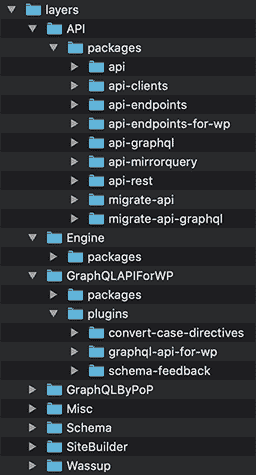 layers
API
packages
api
api-clients
api-endpoints
api-endpoints-for-wp
api-graphql
api-mirrorquery
api-rest
migrate-api
migrate-api-graphql
Engine
packages
GraphQLAPIForWP
packages
plugins
convert-case-directives
graphql-api-for-wp
schema-feedback
GraphQLByPoP
Misc
Schema
SiteBuilder
Wassup